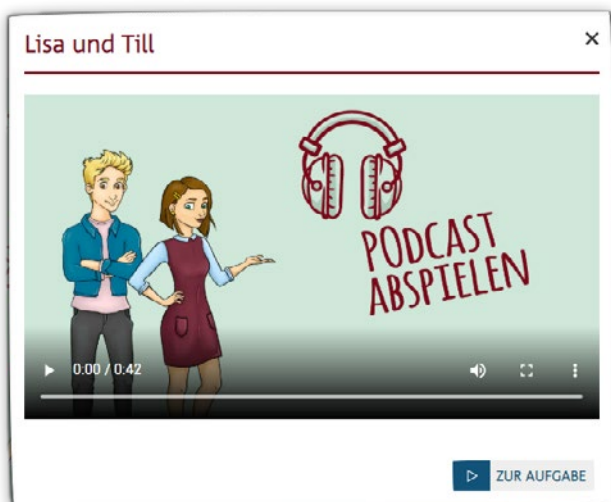 Lisa und Till
PODCAST
ABSPIELEN
0:00 / 0:42
ZUR AUFGABE